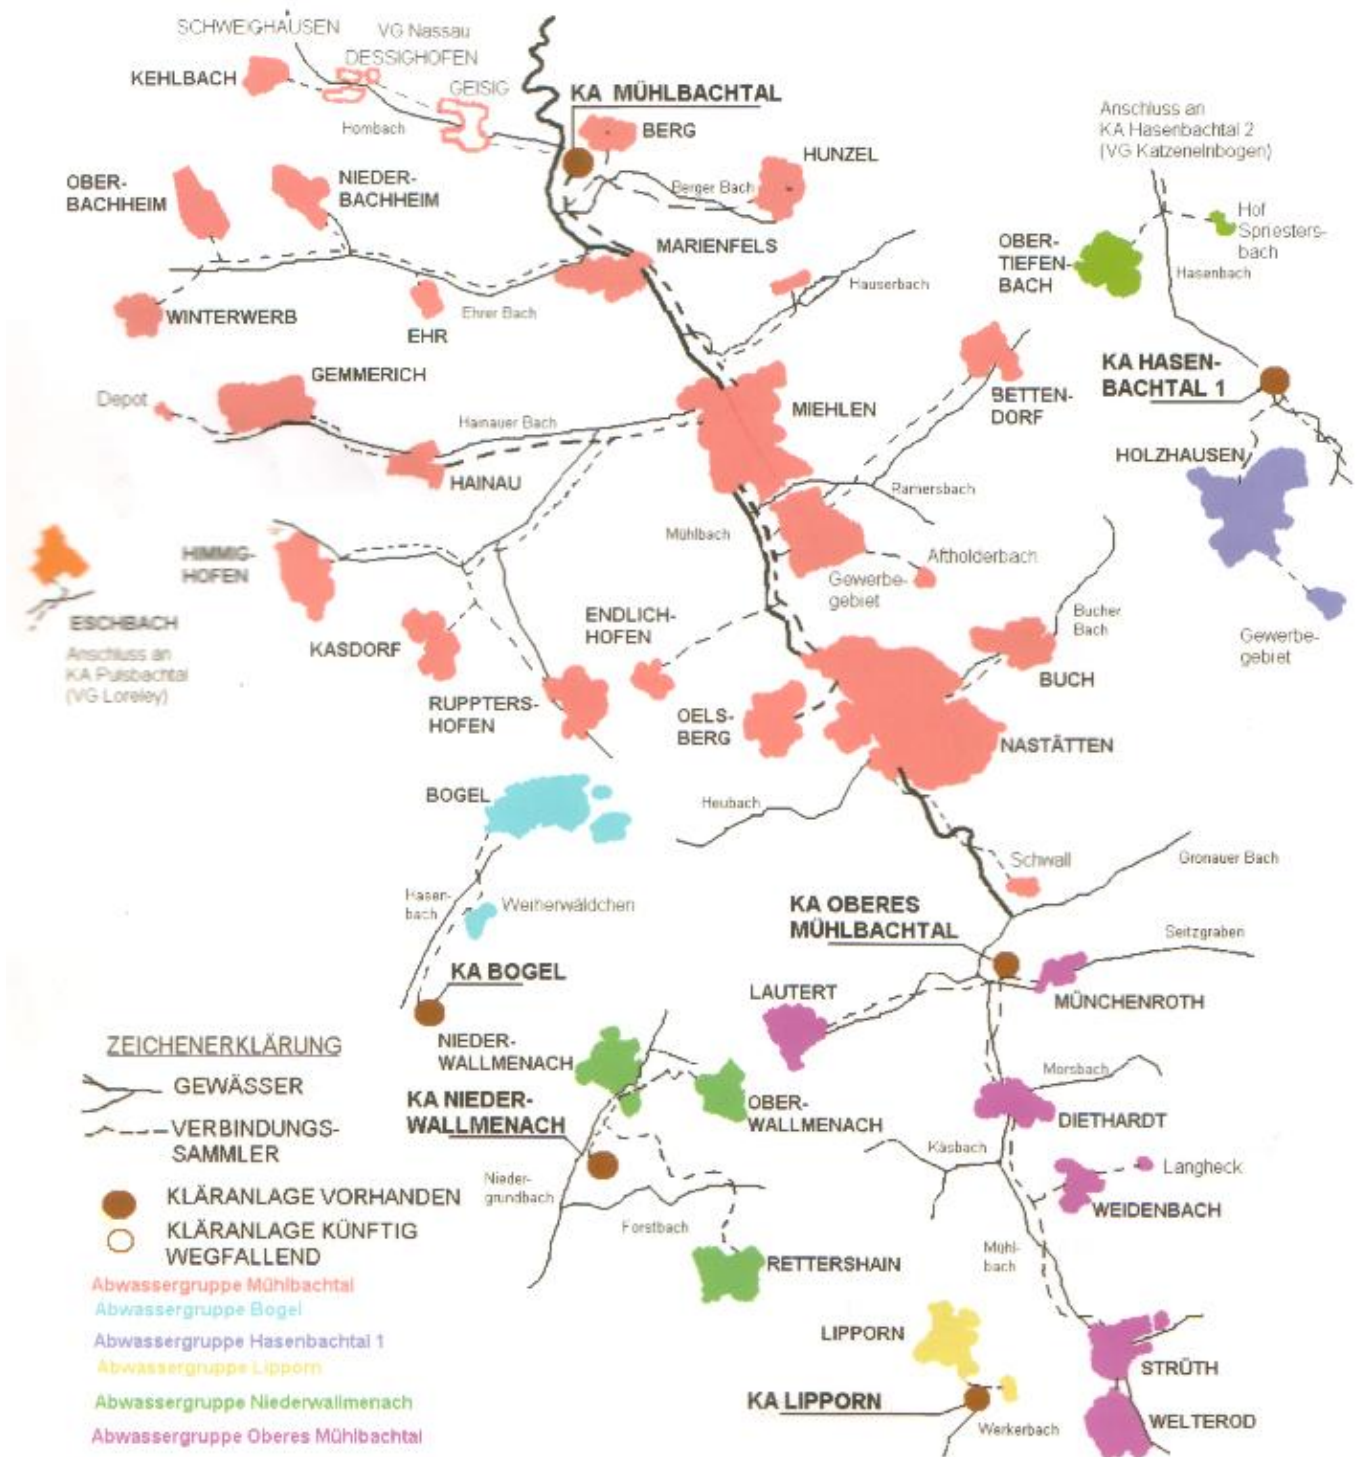 SCHWEIGHAUSEN
VG Nassau
DESSIGHOFEN
KEHLBACH
GEISIG
KA MÜHLBACHTAL
Hombach
BERG
HUNZEL
Anschluss an
KA Hasenbachtal 2
(VG Katzenelnbogen)
OBER-
BACHHEIM
NIEDER-
BACHHEIM
Berger Bach
Hof
Spriesters-
bach
OBER-
TIEFEN-
BACH
MARIENFELS
Hasenbach
Hauserbach
WINTERWERB
Ehrer Bach
EHR
KA HASEN-
BACHTAL 1
GEMMERICH
Depot
Hainauer Bach
MIEHLEN
BETTEN-
DORF
HOLZHAUSEN
HAINAU
Ramersbach
Mühlbach
HIMMIG-
HOFEN
Aftholderbach
Gewerbe-
gebiet
ESCHBACH
Anschluss an
KA Pulsbachtal
(VG Loreley)
ENDLICH-
HOFEN
Bucher
Bach
Gewerbe-
gebiet
KASDORF
BUCH
RUPPTERS-
HOFEN
OELS-
BERG
NASTÄTTEN
BOGEL
Heubach
Schwall
Gronauer Bach
Hasen-
bach
Weiherwäldchen
KA OBERES
MÜHLBACHTAL
Seitzgraben
KA BOGEL
LAUTERT
MÜNCHENROTH
ZEICHENERKLÄRUNG
NIEDER-
WALLMENACH
GEWÄSSER
Morsbach
KA NIEDER-
WALLMENACH
OBER-
WALLMENACH
DIETHARDT
VERBINDUNGS-
SAMMLER
Käsbach
Langheck
Nieder-
grundbach
WEIDENBACH
KLÄRANLAGE VORHANDEN
Forstbach
KLÄRANLAGE KÜNFTIG
WEGFALLEND
RETTERSHAIN
Mühl-
bach
Abwassergruppe Mühlbachtal
Abwassergruppe Bogel
Abwassergruppe Hasenbachtal 1
Abwassergruppe Lipporn
Abwassergruppe Niederwallmenach
Abwassergruppe Oberes Mühlbachtal
LIPPORN
STRÜTH
KA LIPPORN
Werkerbach
WELTEROD